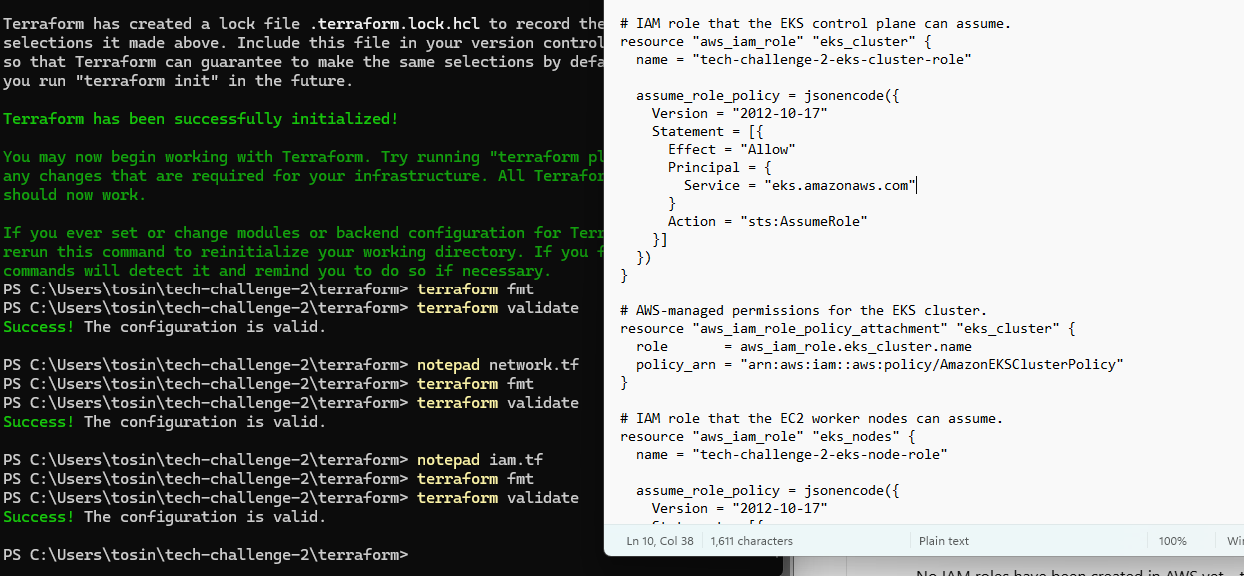 Terraform has created a lock file .terraform.lock.hcl to record the
selections it made above. Include this file in your version control
so that Terraform can guarantee to make the same selections by defa
you run "terraform init" in the future.
Terraform has been successfully initialized!
You may now begin working with Terraform. Try running "terraform pl
any changes that are required for your infrastructure. All Terrafor
should now work.
If you ever set or change modules or backend configuration for Terr
rerun this command to reinitialize your working directory. If you f
commands will detect it and remind you to do so if necessary.
PS C:\Users\tosin\tech-challenge-2\terraform> terraform fmt
PS C:\Users\tosin\tech-challenge-2\terraform> terraform validate
Success! The configuration is valid.
PS C:\Users\tosin\tech-challenge-2\terraform> notepad network.tf
PS C:\Users\tosin\tech-challenge-2\terraform> terraform fmt
PS C:\Users\tosin\tech-challenge-2\terraform> terraform validate
Success! The configuration is valid.
PS C:\Users\tosin\tech-challenge-2\terraform> notepad iam.tf
PS C:\Users\tosin\tech-challenge-2\terraform> terraform fmt
PS C:\Users\tosin\tech-challenge-2\terraform> terraform validate
Success! The configuration is valid.
PS C:\Users\tosin\tech-challenge-2\terraform>
# IAM role that the EKS control plane can assume.
resource "aws_iam_role" "eks_cluster" {
  name = "tech-challenge-2-eks-cluster-role"
  assume_role_policy = jsonencode({
    Version = "2012-10-17"
    Statement = [{
      Effect = "Allow"
      Principal = {
        Service = "eks.amazonaws.com"
      }
      Action = "sts:AssumeRole"
    }]
  })
}
# AWS-managed permissions for the EKS cluster.
resource "aws_iam_role_policy_attachment" "eks_cluster" {
  role       = aws_iam_role.eks_cluster.name
  policy_arn = "arn:aws:iam::aws:policy/AmazonEKSClusterPolicy"
}
# IAM role that the EC2 worker nodes can assume.
resource "aws_iam_role" "eks_nodes" {
  name = "tech-challenge-2-eks-node-role"
  assume_role_policy = jsonencode({
    Version = "2012-10-17"
    Statement = [{
Ln 10, Col 38 1,611 characters Plain text 100% Win
No IAM roles have been created in AWS yet